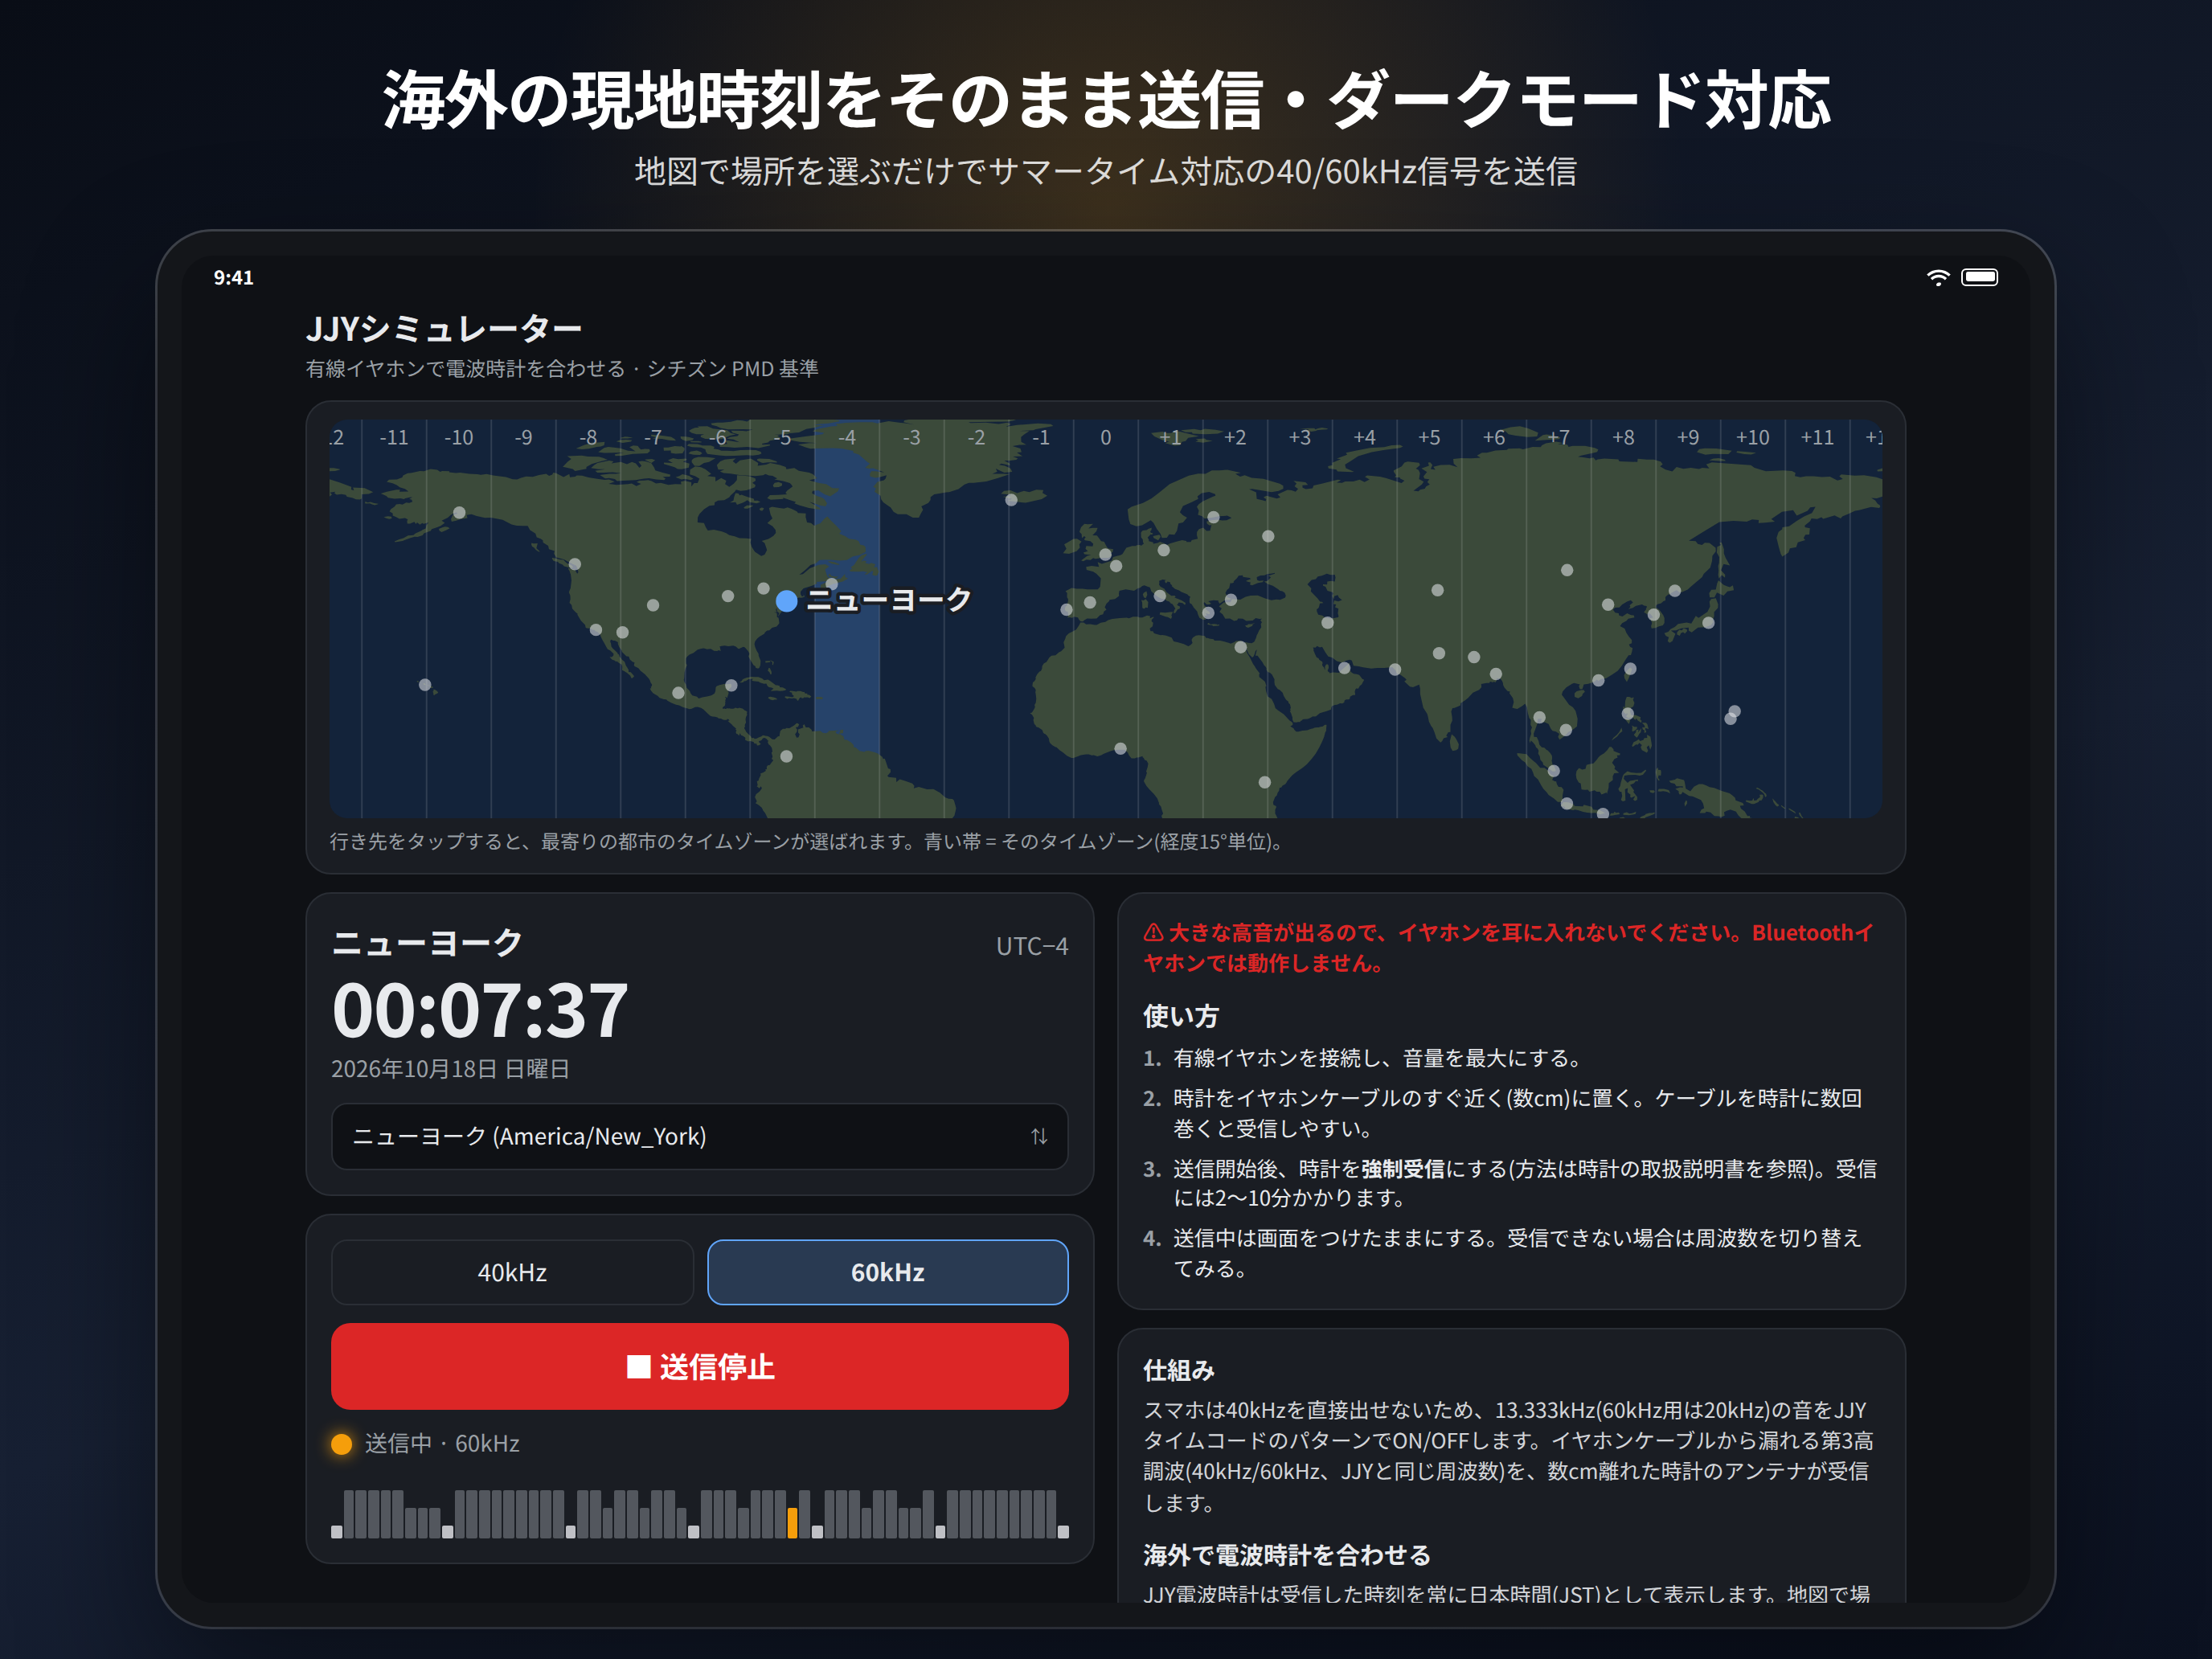 海外の現地時刻をそのまま送信・ダークモード対応
地図で場所を選ぶだけでサマータイム対応の40/60kHz信号を送信
9:41
JJYシミュレーター
有線イヤホンで電波時計を合わせる · シチズン PMD 基準
-11 -10 -9 -8 -7 -6 -5 -4 -3 -2 -1 0 +1 +2 +3 +4 +5 +6 +7 +8 +9 +10 +11
ニューヨーク
行き先をタップすると、最寄りの都市のタイムゾーンが選ばれます。青い帯 = そのタイムゾーン(経度15°単位)。
ニューヨーク UTC−4
00:07:37
2026年10月18日 日曜日
ニューヨーク (America/New_York)
40kHz 60kHz
■ 送信停止
送信中 · 60kHz
⚠ 大きな高音が出るので、イヤホンを耳に入れないでください。Bluetoothイ
ヤホンでは動作しません。
使い方
1. 有線イヤホンを接続し、音量を最大にする。
2. 時計をイヤホンケーブルのすぐ近く(数cm)に置く。ケーブルを時計に数回
巻くと受信しやすい。
3. 送信開始後、時計を強制受信にする(方法は時計の取扱説明書を参照)。受信
には2〜10分かかります。
4. 送信中は画面をつけたままにする。受信できない場合は周波数を切り替え
てみる。
仕組み
スマホは40kHzを直接出せないため、13.333kHz(60kHz用は20kHz)の音をJJY
タイムコードのパターンでON/OFFします。イヤホンケーブルから漏れる第3高
調波(40kHz/60kHz、JJYと同じ周波数)を、数cm離れた時計のアンテナが受信
します。
海外で電波時計を合わせる
JJY電波時計は受信した時刻を常に日本時間(JST)として表示します。地図で場